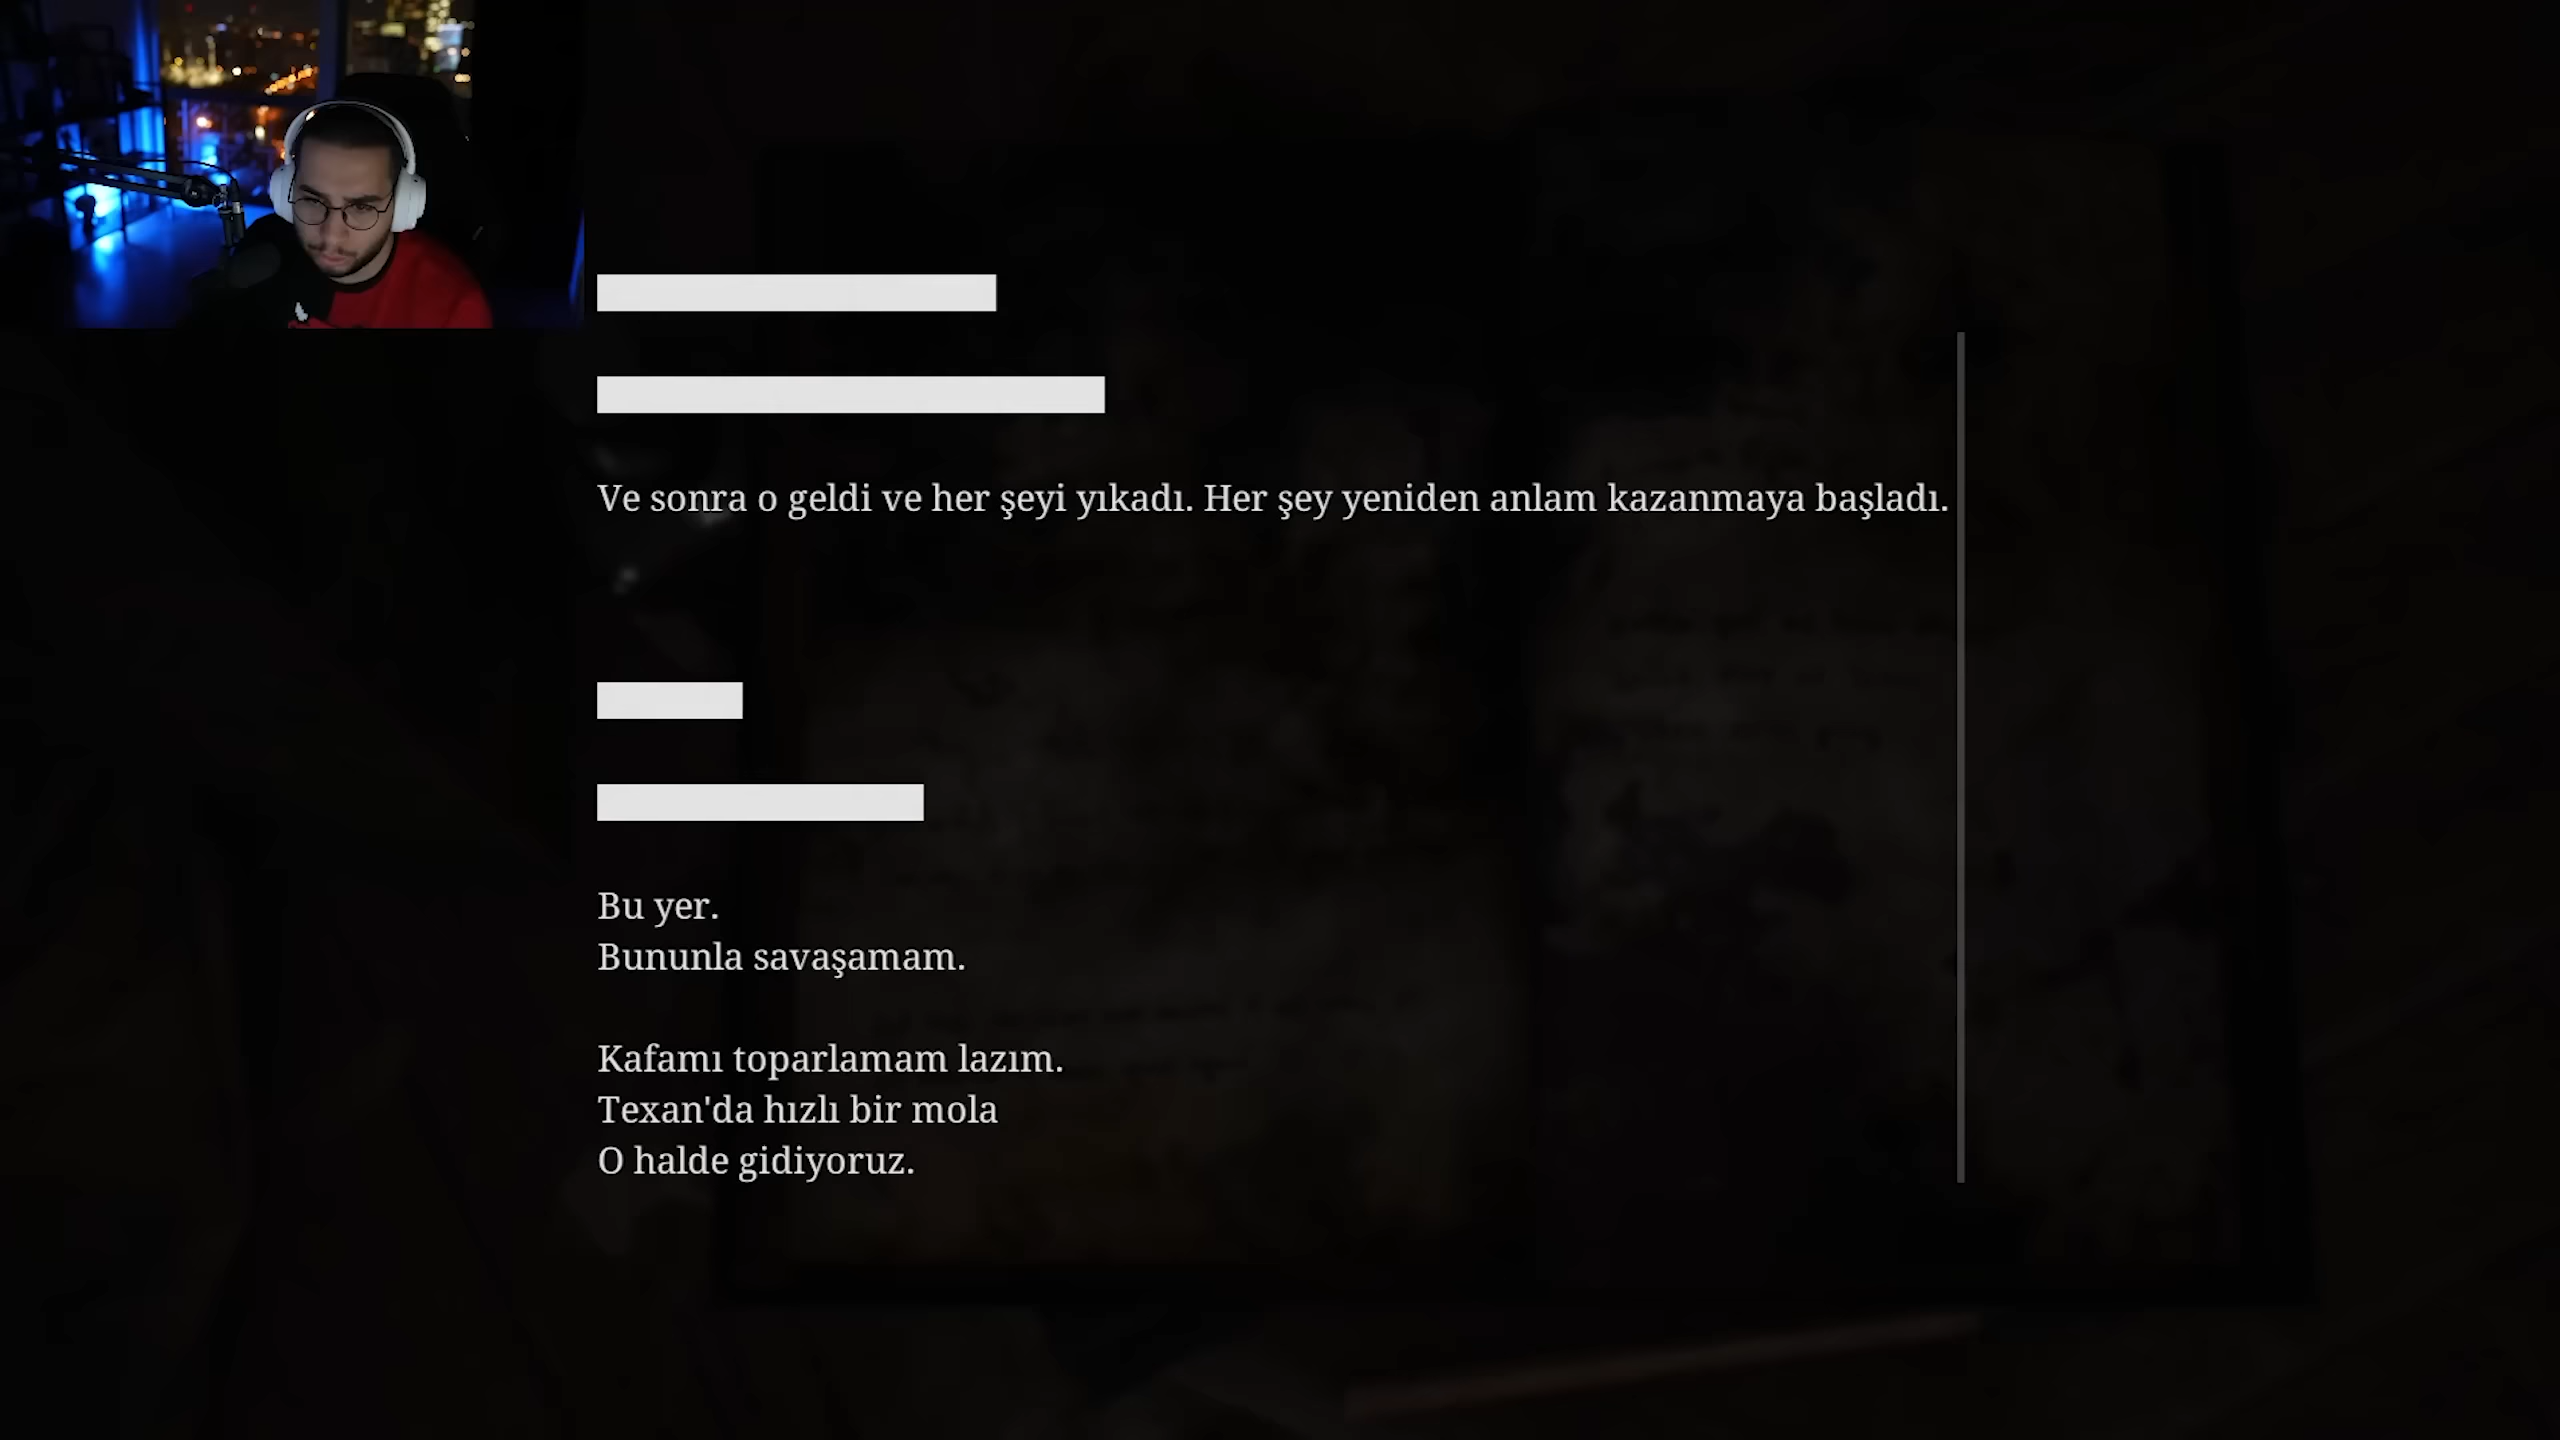 Ve sonra o geldi ve her şeyi yıkadı. Her şey yeniden anlam kazanmaya başladı.
Bu yer.
Bununla savaşamam.
Kafamı toparlamam lazım.
Texan'da hızlı bir mola
O halde gidiyoruz.